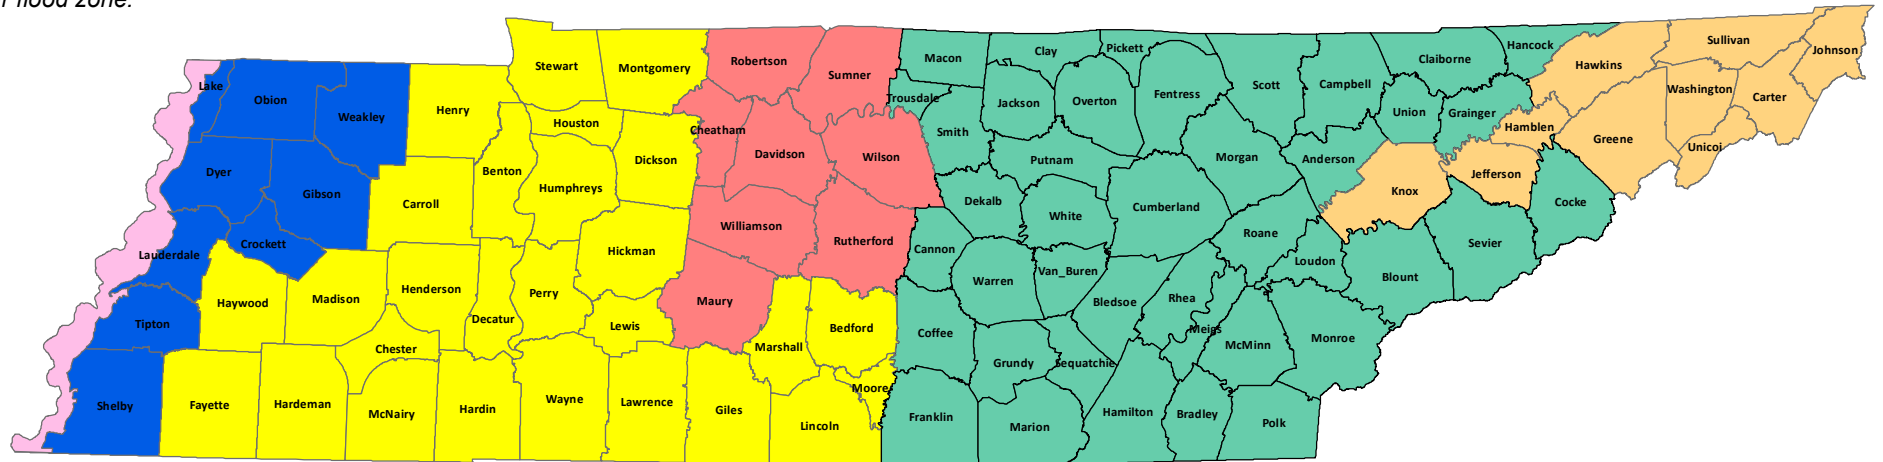 r flood zone.
Stewart
Montgomery
Robertson
Sumner
Macon
Clay
Pickett
Scott
Campbell
Claiborne
Hancock
Hawkins
Sullivan
Johnson
Lake
Obion
Weakley
Henry
Houston
Cheatham
Trousdale
Jackson
Overton
Fentress
Union
Grainger
Washington
Carter
Dickson
Davidson
Wilson
Smith
Hamblen
Greene
Unicoi
Dyer
Gibson
Carroll
Benton
Humphreys
Putnam
Morgan
Anderson
Knox
Jefferson
Cocke
Dekalb
White
Cumberland
Lauderdale
Crockett
Hickman
Williamson
Rutherford
Cannon
Roane
Loudon
Blount
Sevier
Tipton
Haywood
Madison
Henderson
Decatur
Perry
Lewis
Maury
Warren
Van_Buren
Bledsoe
Rhea
Meigs
Chester
Marshall
Bedford
Coffee
Grundy
Sequatchie
McMinn
Monroe
Shelby
Fayette
Hardeman
McNairy
Hardin
Wayne
Lawrence
Giles
Lincoln
Moore
Franklin
Marion
Hamilton
Bradley
Polk